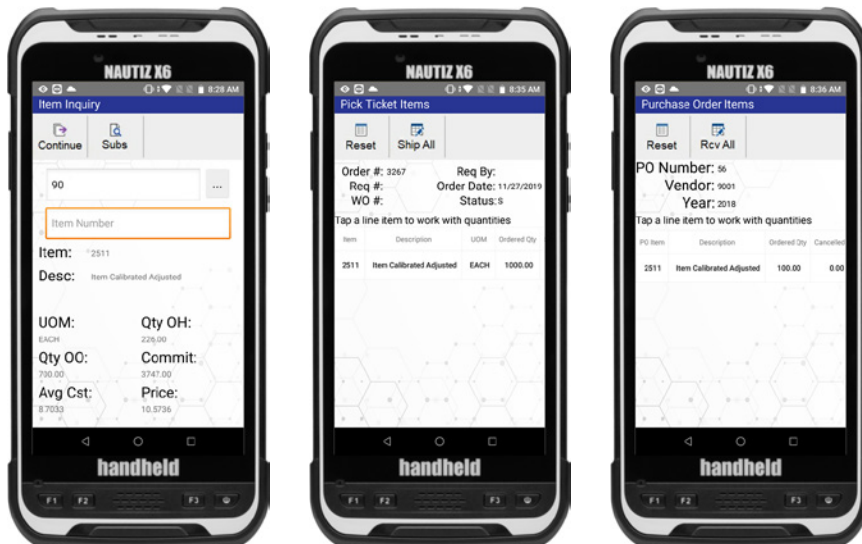 NAUTIZ X6
8:28 AM
Item Inquiry
Continue
Subs
90
...
Item Number
Item: 2511
Desc: Item Calibrated Adjusted
UOM: Qty OH:
EACH 226.00
Qty OO: Commit:
700.00 3747.00
Avg Cst: Price:
8.7033 10.5736
handheld
F1 F2 F3
NAUTIZ X6
8:35 AM
Pick Ticket Items
Reset
Ship All
Order #: 3267 Req By:
Req #: Order Date: 11/27/2019
WO #: Status: S
Tap a line item to work with quantities
Item Description UOM Ordered Qty
2511 Item Calibrated Adjusted EACH 1000.00
handheld
F1 F2 F3
NAUTIZ X6
8:36 AM
Purchase Order Items
Reset
Rcv All
PO Number: 56
Vendor: 9001
Year: 2018
Tap a line item to work with quantities
PO Item Description Ordered Qty Cancelled
2511 Item Calibrated Adjusted 100.00 0.00
handheld
F1 F2 F3